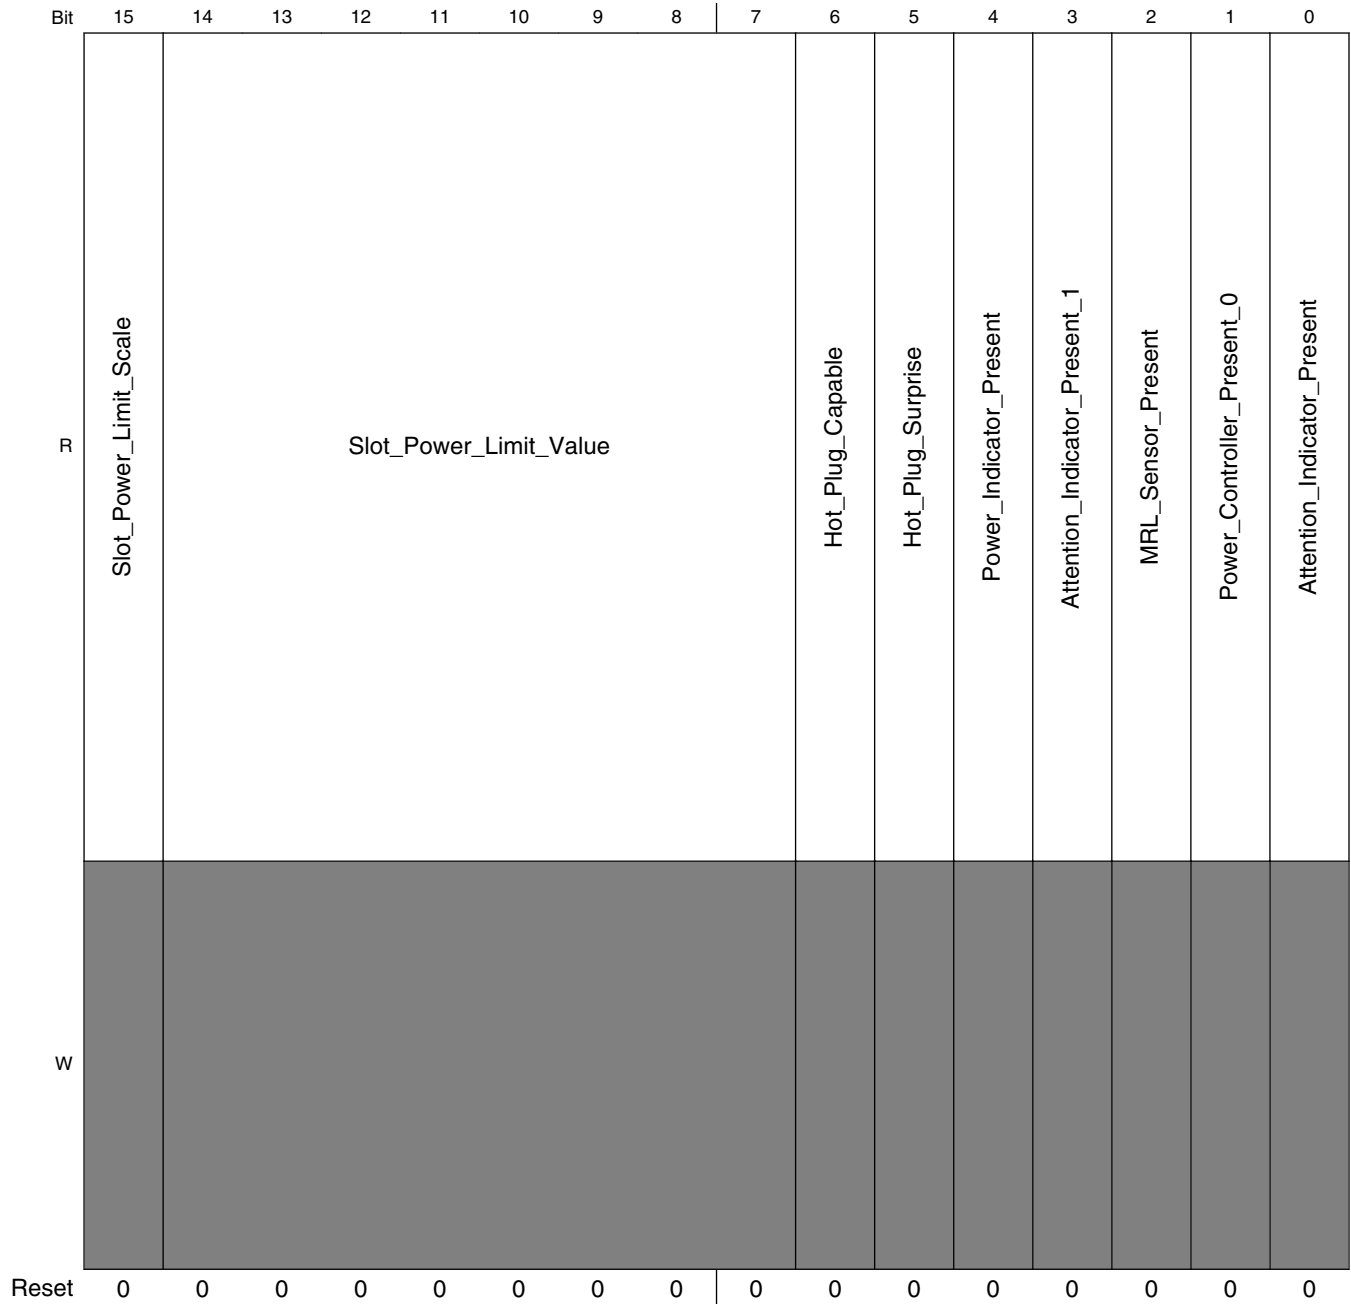 Bit 15 14 13 12 11 10 9 8 7 6 5 4 3 2 1 0
R
Slot_Power_Limit_Scale
Slot_Power_Limit_Value
Hot_Plug_Capable
Hot_Plug_Surprise
Power_Indicator_Present
Attention_Indicator_Present_1
MRL_Sensor_Present
Power_Controller_Present_0
Attention_Indicator_Present
W
Reset 0 0 0 0 0 0 0 0 0 0 0 0 0 0 0 0